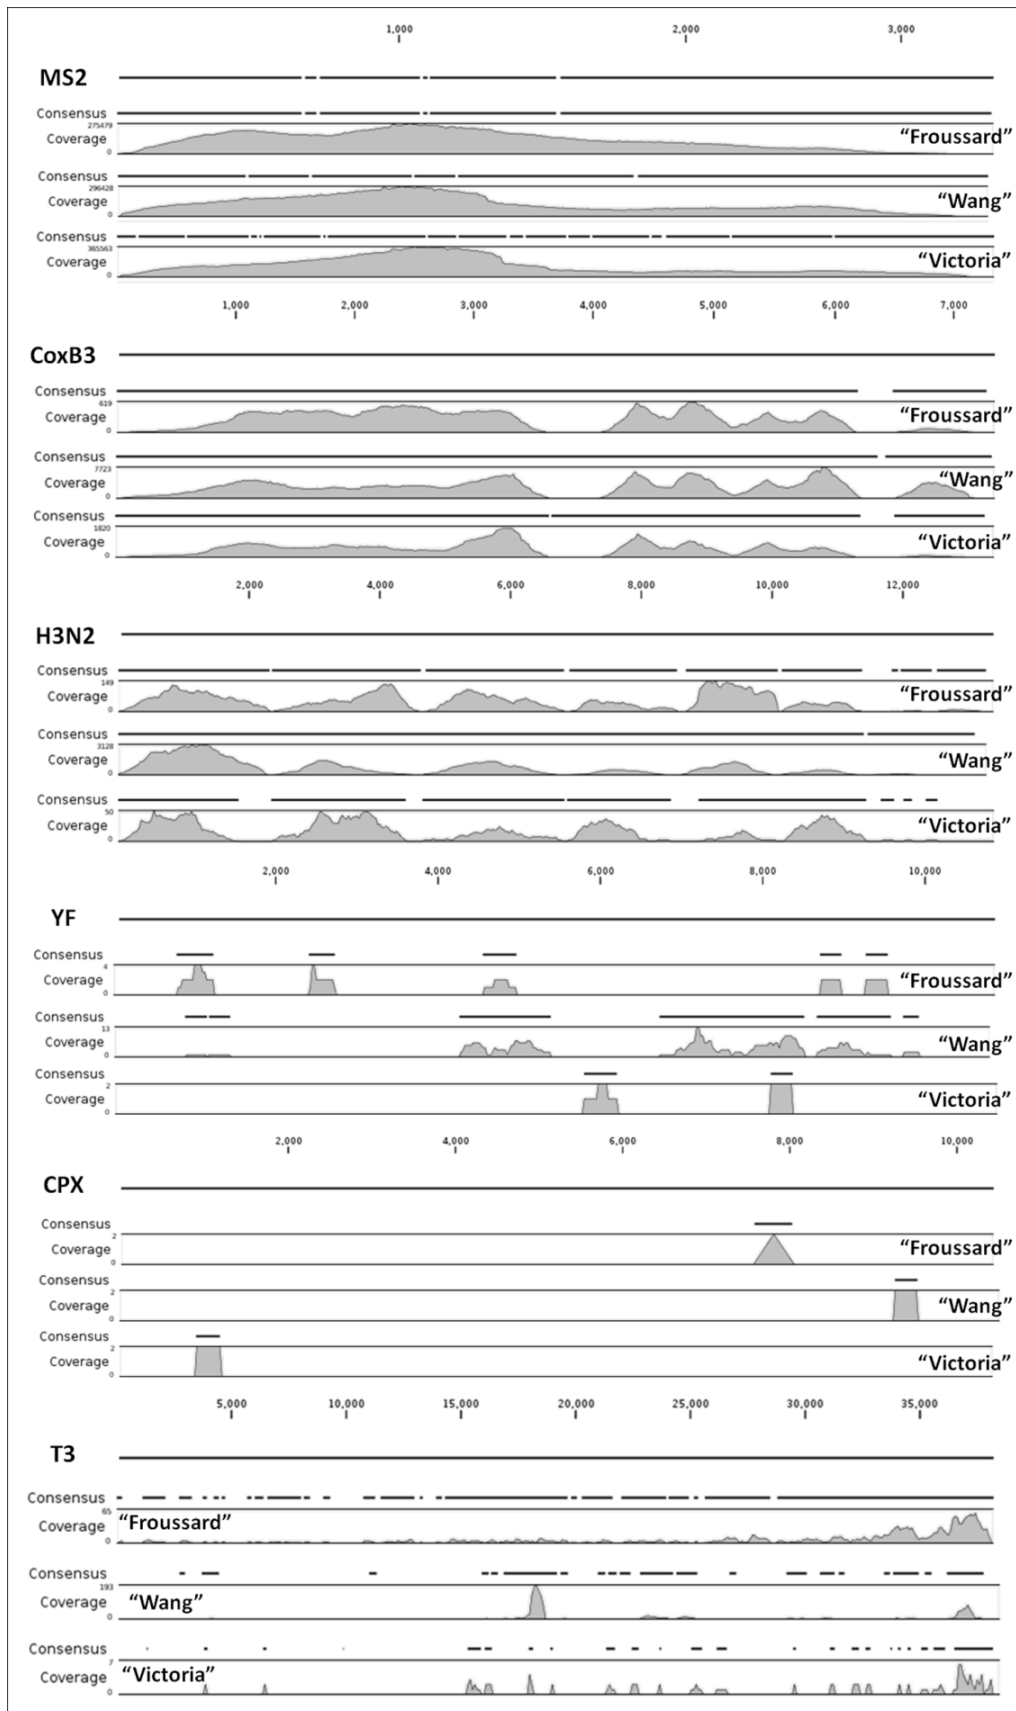 1,000 2,000 3,000
MS2
Consensus
275479
Coverage
0
“Froussard”
Consensus
296428
Coverage
0
“Wang”
Consensus
365563
Coverage
0
“Victoria”
1,000 2,000 3,000 4,000 5,000 6,000 7,000
CoxB3
Consensus
619
Coverage
0
“Froussard”
Consensus
7723
Coverage
0
“Wang”
Consensus
1820
Coverage
0
“Victoria”
2,000 4,000 6,000 8,000 10,000 12,000
H3N2
Consensus
149
Coverage
0
“Froussard”
Consensus
3128
Coverage
0
“Wang”
Consensus
50
Coverage
0
“Victoria”
2,000 4,000 6,000 8,000 10,000
YF
Consensus
4
Coverage
0
“Froussard”
Consensus
13
Coverage
0
“Wang”
Consensus
2
Coverage
0
“Victoria”
2,000 4,000 6,000 8,000 10,000
CPX
Consensus
2
Coverage
0
“Froussard”
Consensus
2
Coverage
0
“Wang”
Consensus
2
Coverage
0
“Victoria”
5,000 10,000 15,000 20,000 25,000 30,000 35,000
T3
Consensus
65
Coverage
0
“Froussard”
Consensus
193
Coverage
0
“Wang”
Consensus
7
Coverage
0
“Victoria”